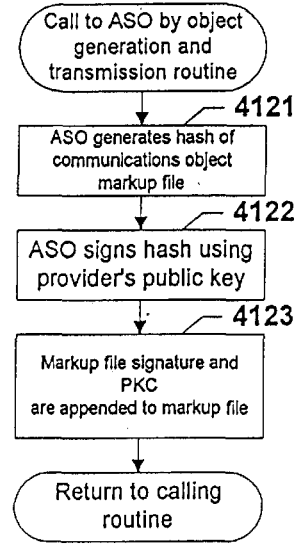 Call to ASO by object
generation and
transmission routine
4121
ASO generates hash of
communications object
markup file
4122
ASO signs hash using
provider's public key
4123
Markup file signature and
PKC
are appended to markup file
Return to calling
routine